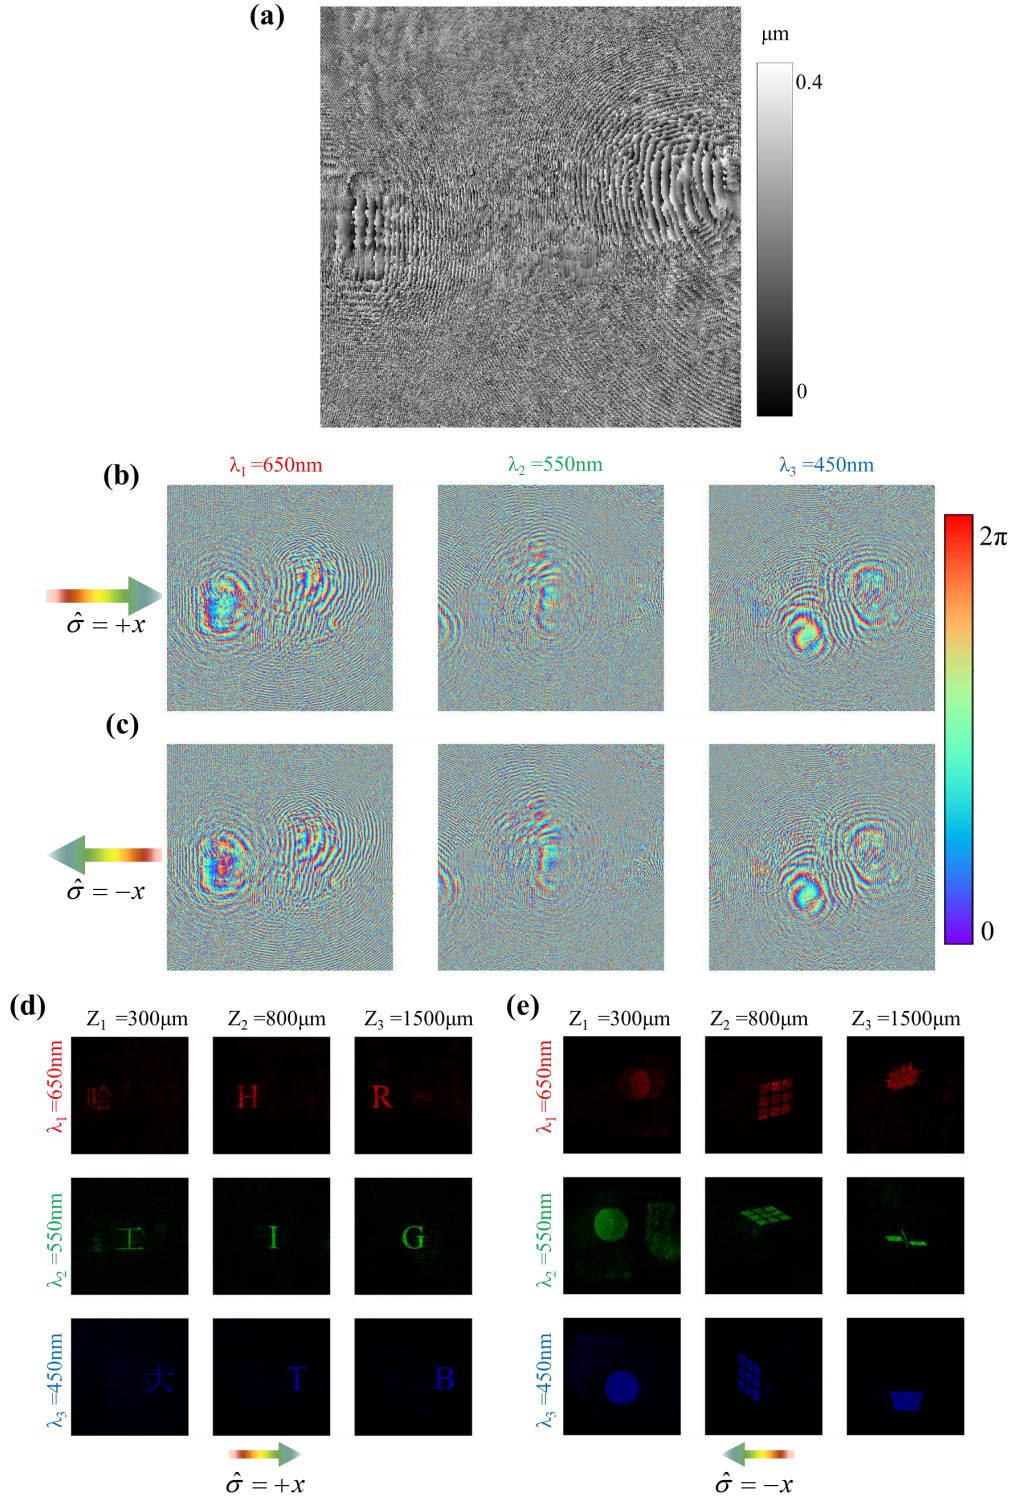 (a)
μm
0.4
0
(b)
λ1 =650nm
λ2 =550nm
λ3 =450nm
2π
σ̂ = +x
(c)
σ̂ = −x
0
(d)
Z1 =300μm
Z2 =800μm
Z3 =1500μm
(e)
Z1 =300μm
Z2 =800μm
Z3 =1500μm
λ1 =650nm
哈
H
R
λ1 =650nm
λ2 =550nm
工
I
G
λ2 =550nm
λ3 =450nm
大
T
B
λ3 =450nm
σ̂ = +x
σ̂ = −x